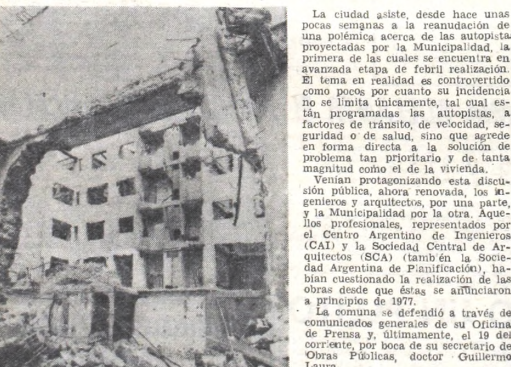 La ciudad asiste, desde hace unas
pocas semanas a la reanudación de
una polémica acerca de las autopista
proyectadas por la Municipalidad, la
primera de las cuales se encuentra en
avanzada etapa de febril realización.
El tema en realidad es controvertido
como pocos por cuanto su incidencia
no se limita únicamente, tal cual es-
tán programadas las autopistas, a
factores de tránsito, de velocidad, se-
guridad o de salud, sino que agrede
en forma directa a la solución de
problema tan prioritario y de tanta
magnitud como el de la vivienda.
Venían protagonizando esta discu-
sión pública, ahora renovada, los in-
genieros y arquitectos, por una parte,
y la Municipalidad por la otra. Aque-
llos profesionales, representados por
el Centro Argentino de Ingenieros
(CAI) y la Sociedad Central de Ar-
quitectos (SCA) (también la Socie-
dad Argentina de Planificación), ha-
bían cuestionado la realización de las
obras desde que éstas se anunciaron
a principios de 1977.
La comuna se defendió a través de
comunicados generales de su Oficina
de Prensa y, últimamente, el 19 del
corriente, por boca de su secretario de
Obras Públicas, doctor Guillermo
Laura